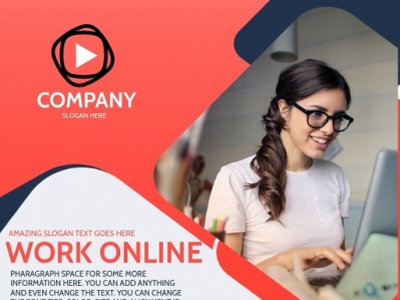 COMPANY
SLOGAN HERE
AMAZING SLOGAN TEXT GOES HERE
WORK ONLINE
PHARAGRAPH SPACE FOR SOME MORE
INFORMATION HERE. YOU CAN ADD ANYTHING
AND EVEN CHANGE THE TEXT. YOU CAN CHANGE